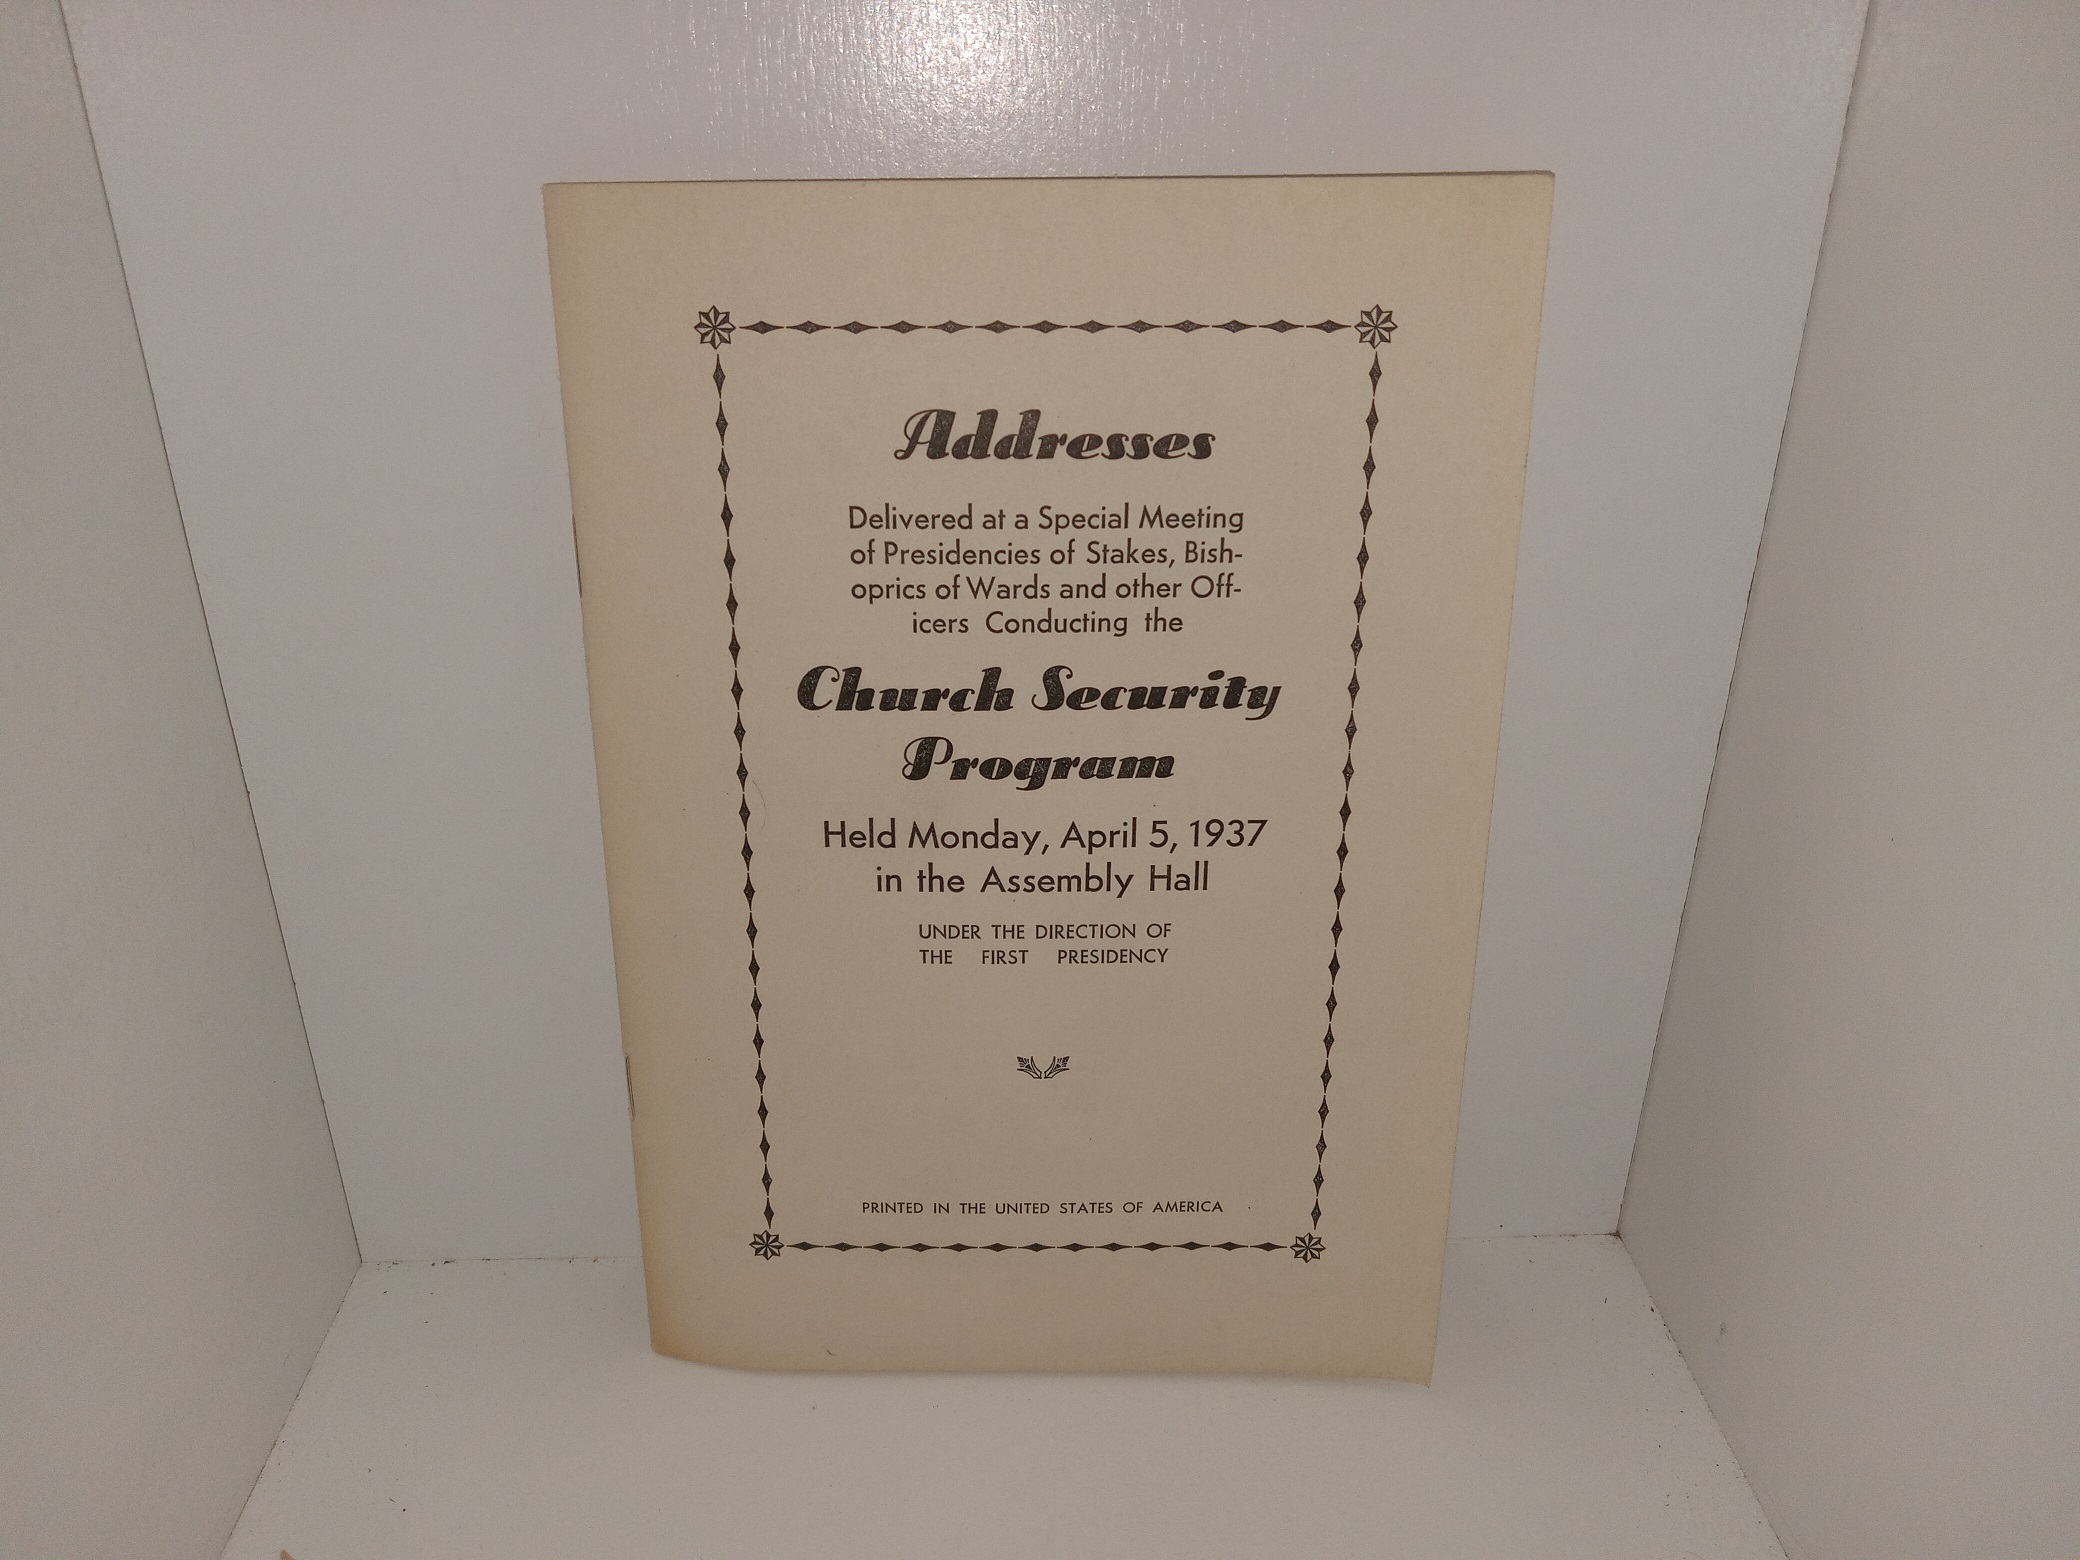 Addresses
Delivered at a Special Meeting
of Presidencies of Stakes, Bish-
oprics of Wards and other Off-
icers Conducting the
Church Security
Program
Held Monday, April 5, 1937
in the Assembly Hall
UNDER THE DIRECTION OF
THE FIRST PRESIDENCY
PRINTED IN THE UNITED STATES OF AMERICA